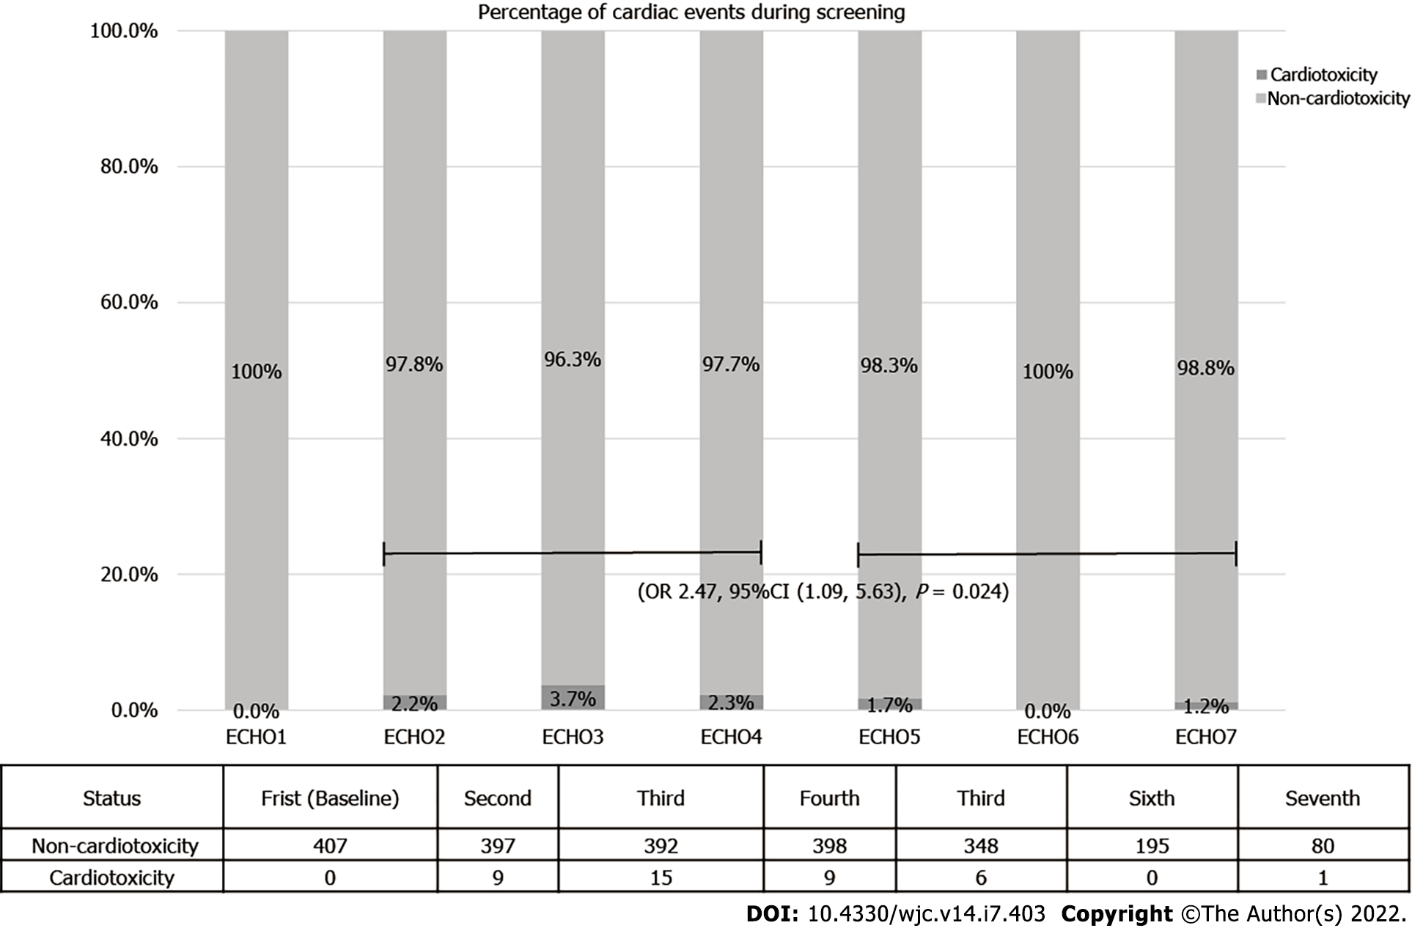 Percentage of cardiac events during screening
100.0%
Cardiotoxicity
Non-cardiotoxicity
80.0%
60.0%
100% 97.8% 96.3% 97.7% 98.3% 100% 98.8%
40.0%
20.0%
(OR 2.47, 95%CI (1.09, 5.63), P = 0.024)
0.0%
0.0% 2.2% 3.7% 2.3% 1.7% 0.0% 1.2%
ECHO1 ECHO2 ECHO3 ECHO4 ECHO5 ECHO6 ECHO7
Status Frist (Baseline) Second Third Fourth Third Sixth Seventh
Non-cardiotoxicity 407 397 392 398 348 195 80
Cardiotoxicity 0 9 15 9 6 0 1
DOI: 10.4330/wjc.v14.i7.403 Copyright ©The Author(s) 2022.